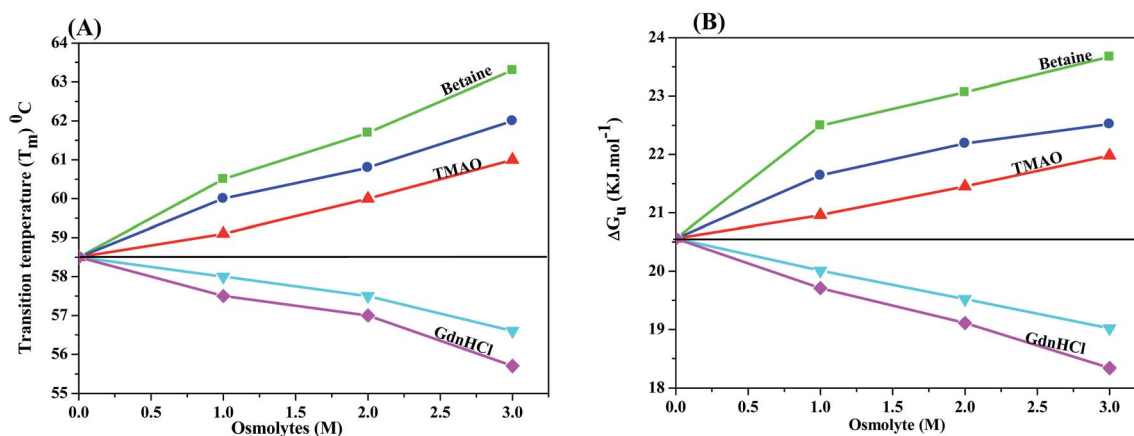 (A)
Transition temperature (Tm) 0C
64
63
62
61
60
59
58
57
56
55
Betaine
TMAO
GdnHCl
0.0 0.5 1.0 1.5 2.0 2.5 3.0
Osmolytes (M)
(B)
ΔGu (KJ.mol-1)
24
23
22
21
20
19
18
Betaine
TMAO
GdnHCl
0.0 0.5 1.0 1.5 2.0 2.5 3.0
Osmolyte (M)